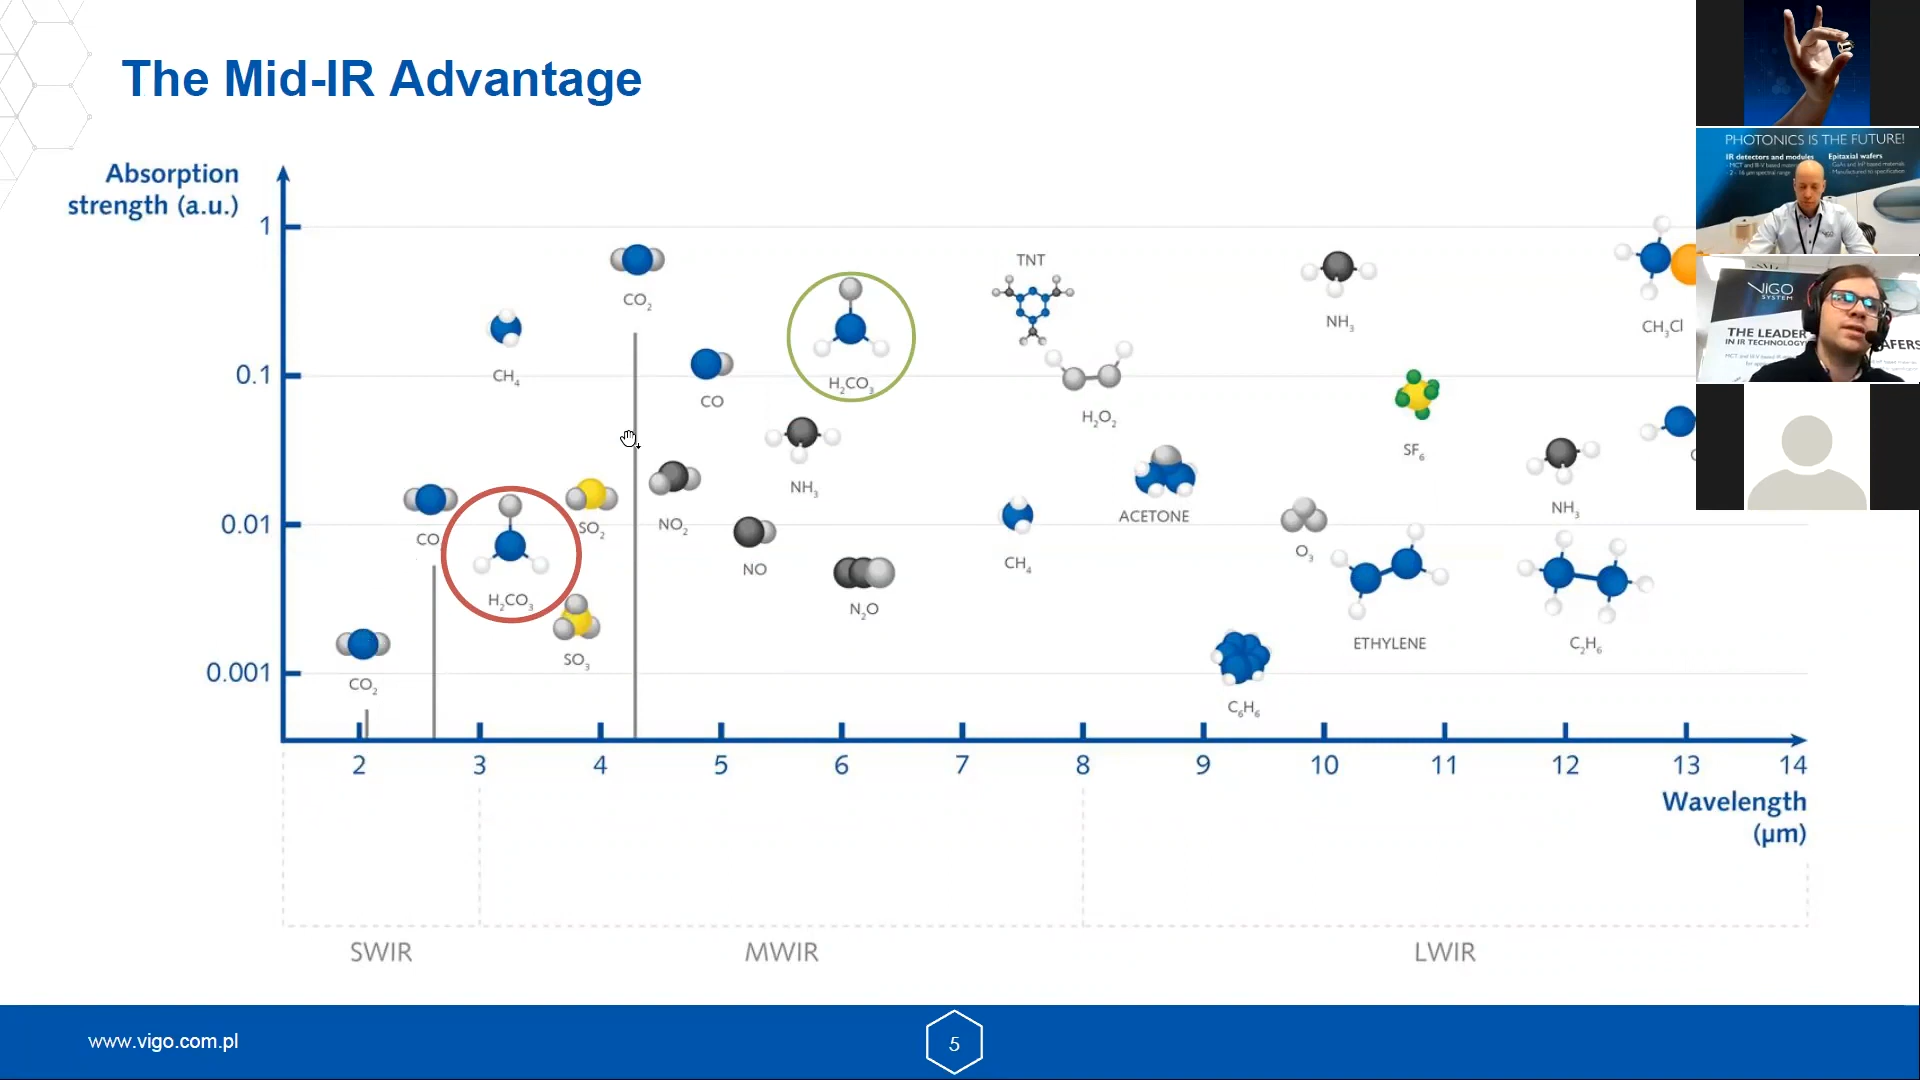 The Mid-IR Advantage
Absorption
strength (a.u.)
1
0.1
0.01
0.001
CO₂
CH₄
CO
H₂CO₃
TNT
H₂O₂
NH₃
CH₃Cl
SF₆
NH₃
CO
H₂CO₃
SO₂
SO₃
NO₂
NO
N₂O
CH₄
ACETONE
O₃
NH₃
ETHYLENE
C₂H₆
C₆H₆
CO₂
2 3 4 5 6 7 8 9 10 11 12 13 14
Wavelength
(µm)
SWIR MWIR LWIR
www.vigo.com.pl
5
PHOTONICS IS THE FUTURE!
IR detectors and modules
Epitaxial wafers
VIGO
SYSTEM
THE LEADER
IN IR TECHNOLOGY